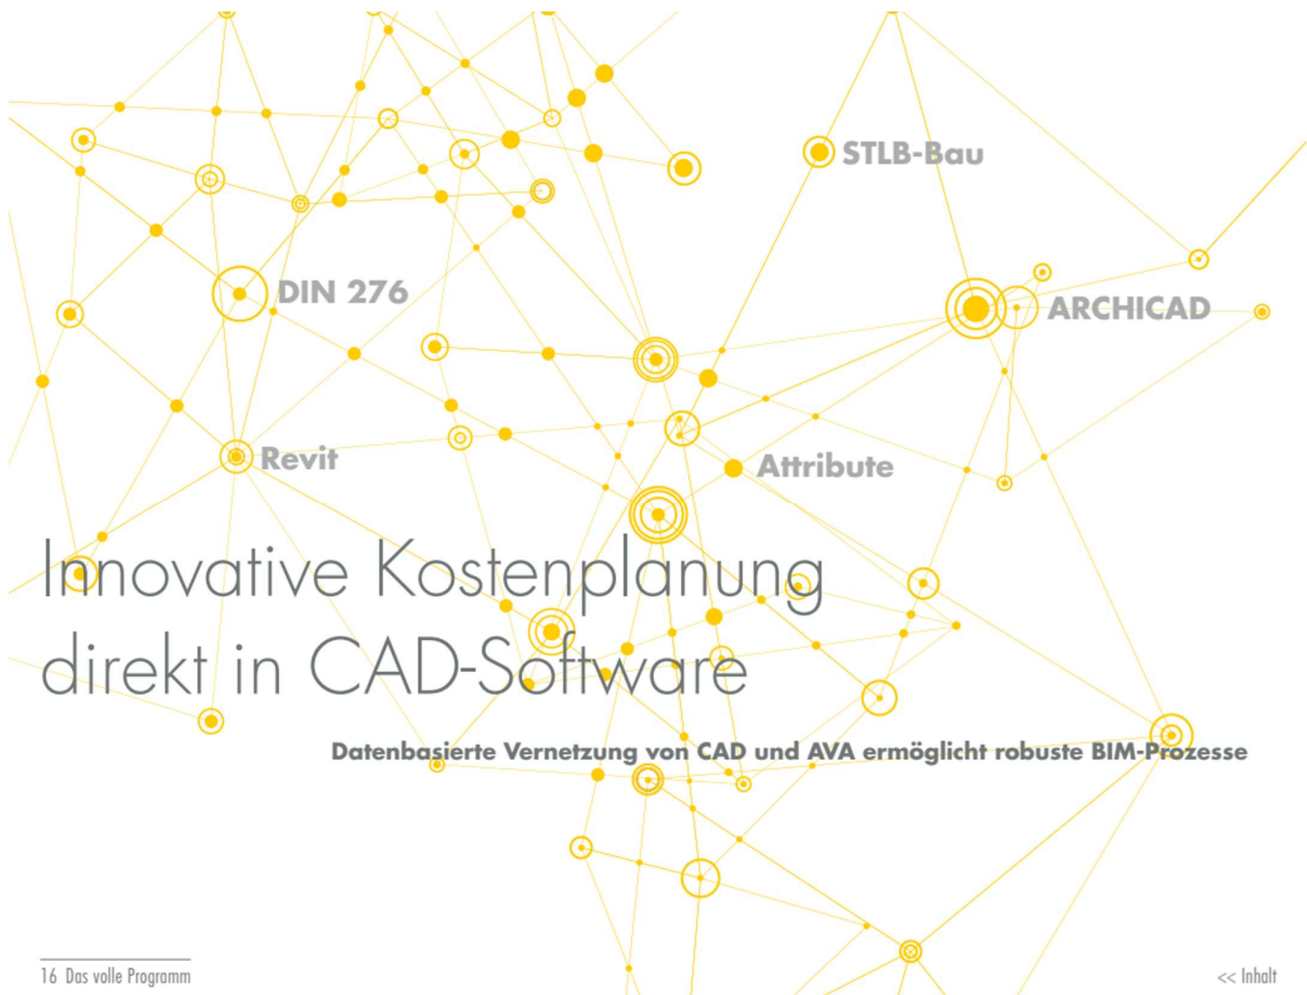 STLB-Bau
DIN 276
ARCHICAD
Revit
Attribute
Innovative Kostenplanung
direkt in CAD-Software
Datenbasierte Vernetzung von CAD und AVA ermöglicht robuste BIM-Prozesse
16 Das volle Programm
<< Inhalt